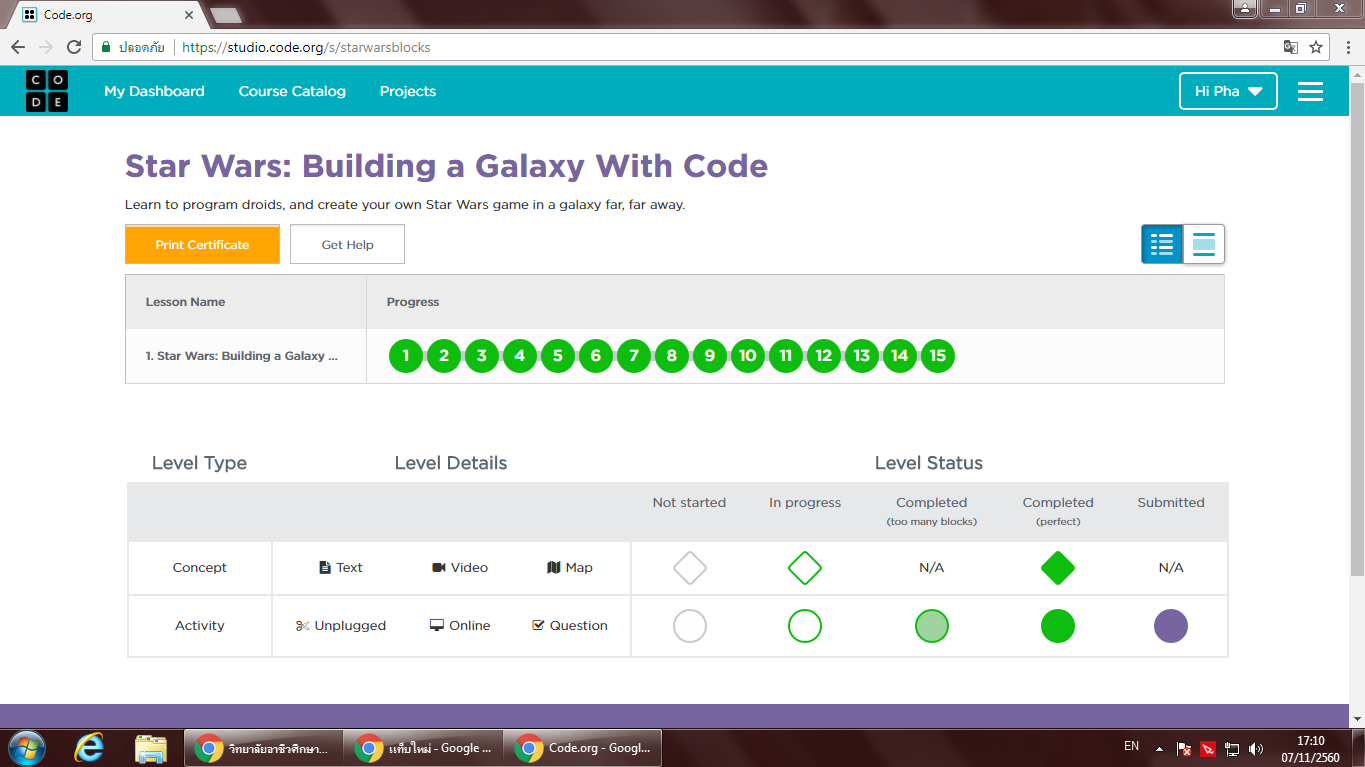 Code.org
ปลอดภัย https://studio.code.org/s/starwarsblocks
CODE My Dashboard Course Catalog Projects Hi Pha
Star Wars: Building a Galaxy With Code
Learn to program droids, and create your own Star Wars game in a galaxy far, far away.
Print Certificate Get Help
Lesson Name Progress
1. Star Wars: Building a Galaxy ... 1 2 3 4 5 6 7 8 9 10 11 12 13 14 15
Level Type Level Details Level Status
Not started In progress Completed Completed Submitted
(too many blocks) (perfect)
Concept Text Video Map N/A N/A
Activity Unplugged Online Question
วิทยาลัยอาชีวศึกษา... แท็บใหม่ - Google ... Code.org - Googl... EN 17:10
07/11/2560